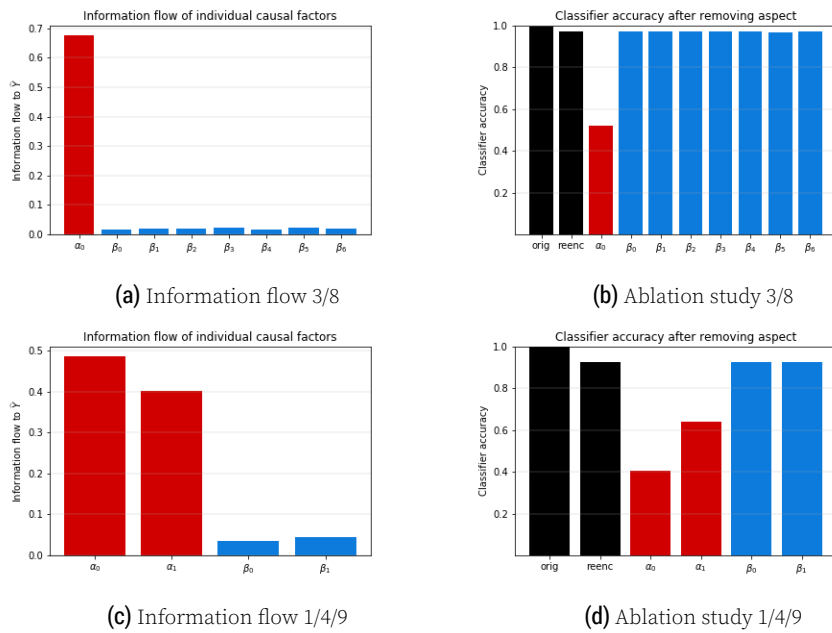 Information flow of individual causal factors
Information flow to Ŷ
0.7
0.6
0.5
0.4
0.3
0.2
0.1
0.0
α₀ β₀ β₁ β₂ β₃ β₄ β₅ β₆
(a) Information flow 3/8
Classifier accuracy after removing aspect
Classifier accuracy
1.0
0.8
0.6
0.4
0.2
orig reenc α₀ β₀ β₁ β₂ β₃ β₄ β₅ β₆
(b) Ablation study 3/8
Information flow of individual causal factors
Information flow to Ŷ
0.5
0.4
0.3
0.2
0.1
0.0
α₀ α₁ β₀ β₁
(c) Information flow 1/4/9
Classifier accuracy after removing aspect
Classifier accuracy
1.0
0.8
0.6
0.4
0.2
orig reenc α₀ α₁ β₀ β₁
(d) Ablation study 1/4/9